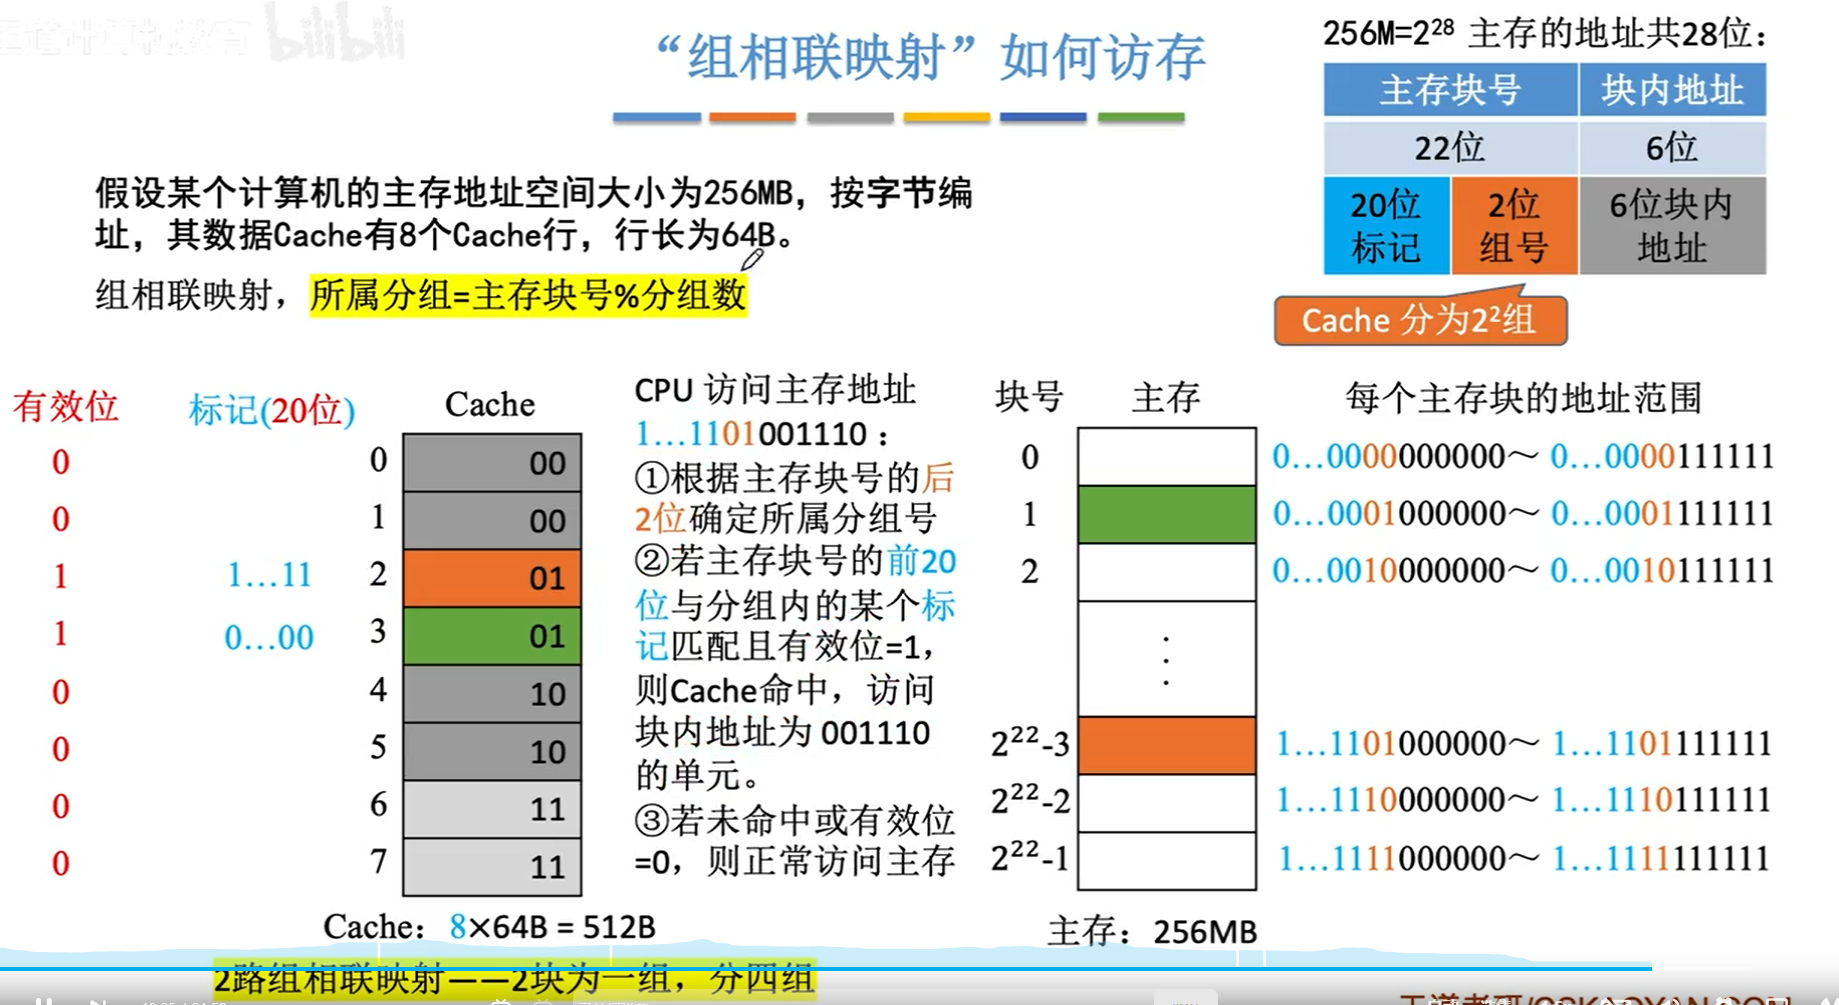 bilibili
“组相联映射”如何访存
256M=2²⁸ 主存的地址共28位：
主存块号 块内地址
22位 6位
20位标记 2位组号 6位块内地址
Cache 分为2²组
假设某个计算机的主存地址空间大小为256MB，按字节编
址，其数据Cache有8个Cache行，行长为64B。
组相联映射，所属分组=主存块号%分组数
有效位 标记(20位) Cache
0 0 00
0 1 00
1 1…11 2 01
1 0…00 3 01
0 4 10
0 5 10
0 6 11
0 7 11
Cache：8×64B = 512B
2路组相联映射——2块为一组，分四组
CPU 访问主存地址
1…1101001110：
①根据主存块号的后
2位确定所属分组号
②若主存块号的前20
位与分组内的某个标
记匹配且有效位=1，
则Cache命中，访问
块内地址为 001110
的单元。
③若未命中或有效位
=0，则正常访问主存
块号 主存 每个主存块的地址范围
0 0…0000000000～ 0…0000111111
1 0…0001000000～ 0…0001111111
2 0…0010000000～ 0…0010111111
⋮
2²²-3 1…1101000000～ 1…1101111111
2²²-2 1…1110000000～ 1…1110111111
2²²-1 1…1111000000～ 1…1111111111
主存：256MB